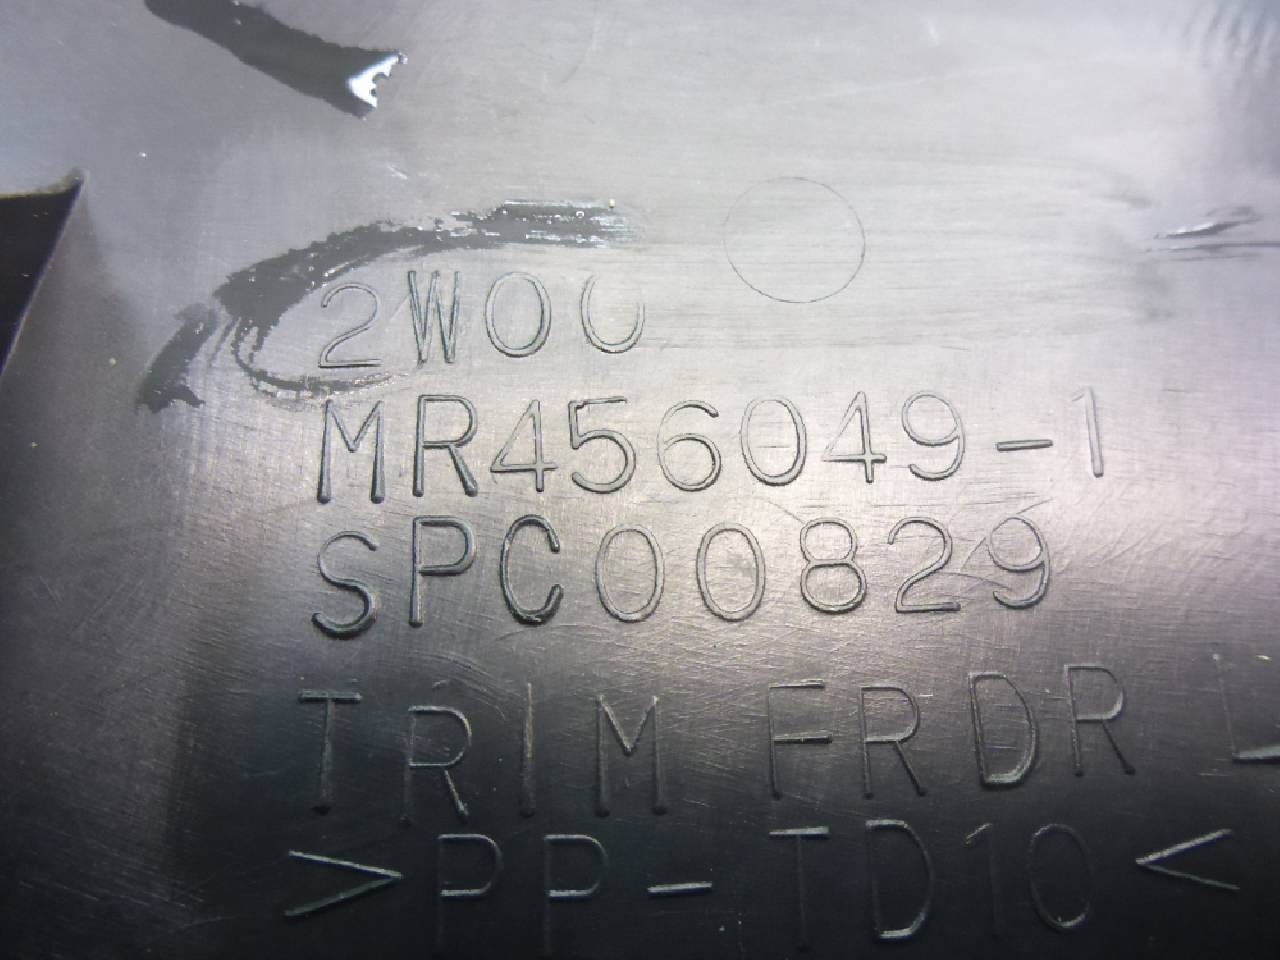 2W00
MR456049-1
SPC00829
TRIM FRDR L
>PP-TD10<